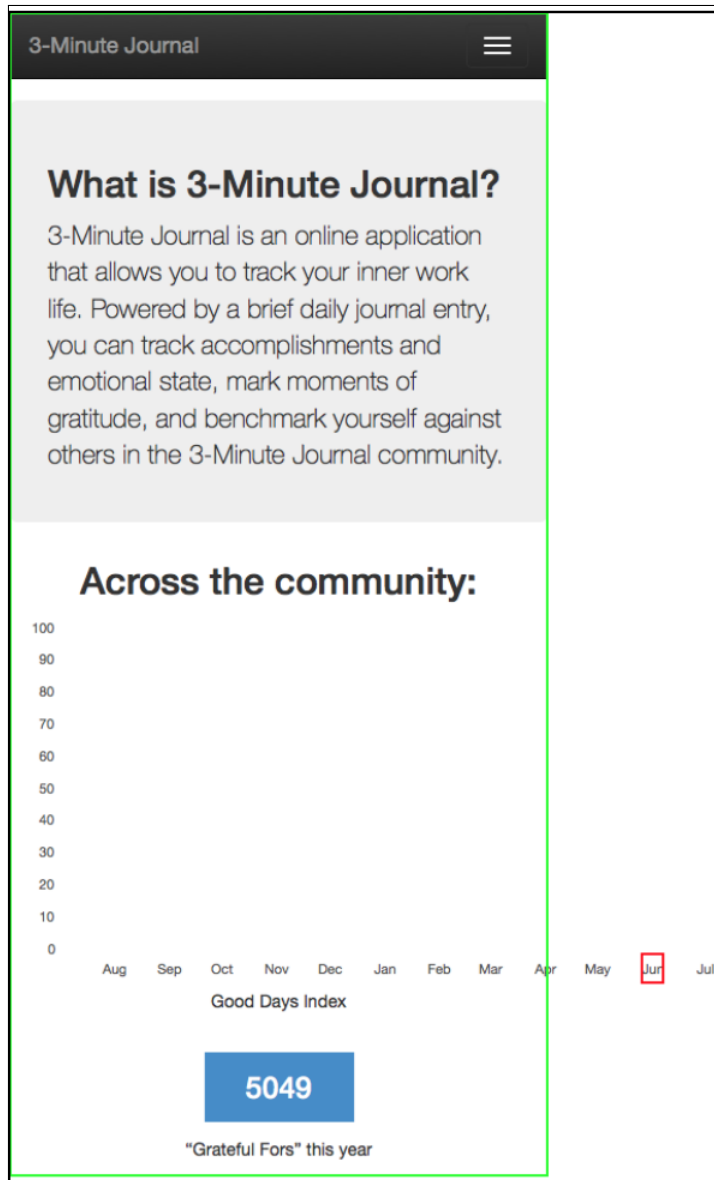 3-Minute Journal
What is 3-Minute Journal?
3-Minute Journal is an online application
that allows you to track your inner work
life. Powered by a brief daily journal entry,
you can track accomplishments and
emotional state, mark moments of
gratitude, and benchmark yourself against
others in the 3-Minute Journal community.
Across the community:
100
90
80
70
60
50
40
30
20
10
0
Aug Sep Oct Nov Dec Jan Feb Mar Apr May Jun Jul
Good Days Index
5049
“Grateful Fors” this year